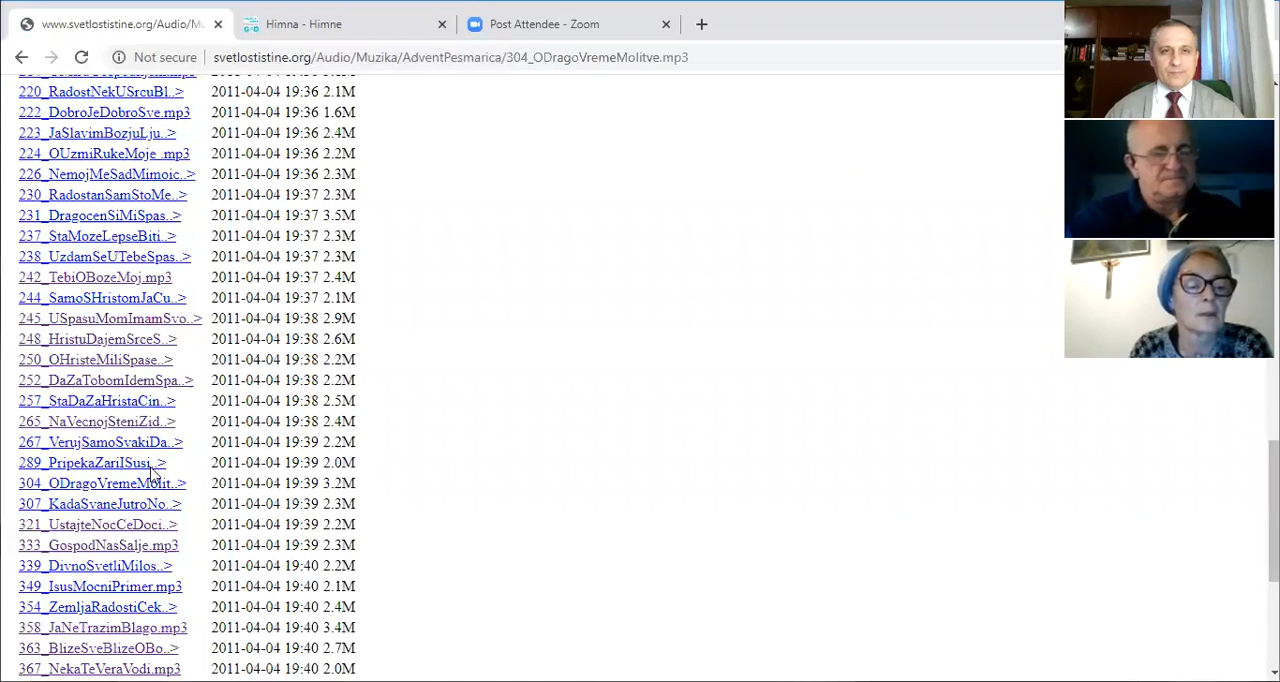 www.svetlostistine.org/Audio/Mu
Himna - Himne
Post Attendee - Zoom
Not secure
svetlostistine.org/Audio/Muzika/AdventPesmarica/304_ODragoVremeMolitve.mp3
220_RadostNekUSrcuBl..> 2011-04-04 19:36 2.1M
222_DobroJeDobroSve.mp3 2011-04-04 19:36 1.6M
223_JaSlavimBozjuLju..> 2011-04-04 19:36 2.4M
224_OUzmiRukeMoje .mp3 2011-04-04 19:36 2.2M
226_NemojMeSadMimoic..> 2011-04-04 19:36 2.3M
230_RadostanSamStoMe..> 2011-04-04 19:37 2.3M
231_DragocenSiMiSpas..> 2011-04-04 19:37 3.5M
237_StaMozeLepseBiti..> 2011-04-04 19:37 2.3M
238_UzdamSeUTebeSpas..> 2011-04-04 19:37 2.3M
242_TebiOBozeMoj.mp3 2011-04-04 19:37 2.4M
244_SamoSHristomJaCu..> 2011-04-04 19:37 2.1M
245_USpasuMomImamSvo..> 2011-04-04 19:38 2.9M
248_HristuDajemSrceS..> 2011-04-04 19:38 2.6M
250_OHristeMiliSpase..> 2011-04-04 19:38 2.2M
252_DaZaTobomIdemSpa..> 2011-04-04 19:38 2.2M
257_StaDaZaHristaCin..> 2011-04-04 19:38 2.5M
265_NaVecnojSteniZid..> 2011-04-04 19:38 2.4M
267_VerujSamoSvakiDa..> 2011-04-04 19:39 2.2M
289_PripekaZariISusi..> 2011-04-04 19:39 2.0M
304_ODragoVremeMolit..> 2011-04-04 19:39 3.2M
307_KadaSvaneJutroNo..> 2011-04-04 19:39 2.3M
321_UstajteNocCeDoci..> 2011-04-04 19:39 2.2M
333_GospodNasSalje.mp3 2011-04-04 19:39 2.3M
339_DivnoSvetliMilos..> 2011-04-04 19:40 2.2M
349_IsusMocniPrimer.mp3 2011-04-04 19:40 2.1M
354_ZemljaRadostiCek..> 2011-04-04 19:40 2.4M
358_JaNeTrazimBlago.mp3 2011-04-04 19:40 3.4M
363_BlizeSveBlizeOBo..> 2011-04-04 19:40 2.7M
367_NekaTeVeraVodi.mp3 2011-04-04 19:40 2.0M